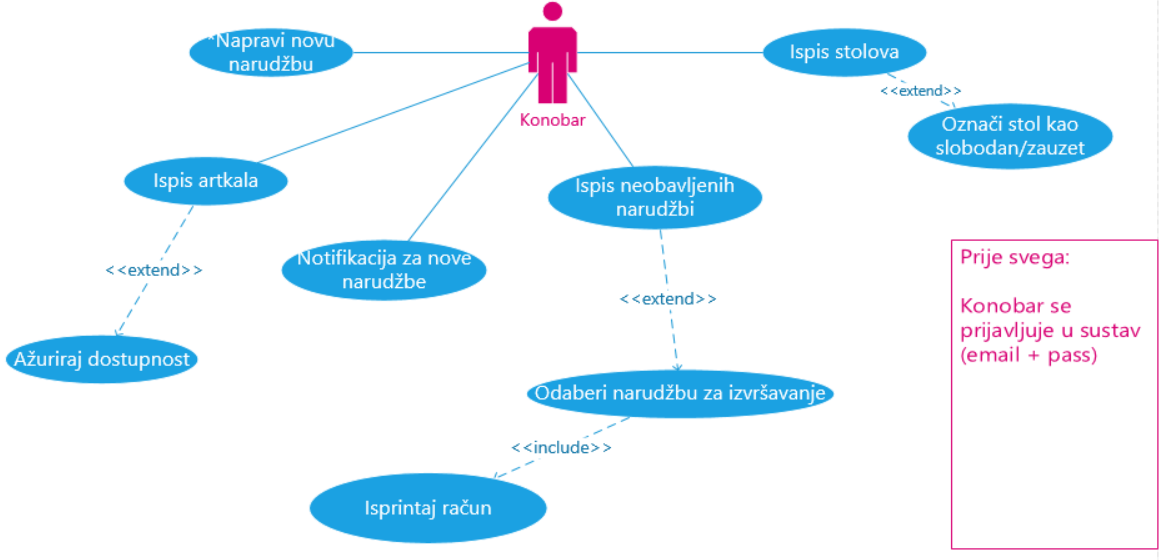 *Napravi novu
narudžbu
Konobar
Ispis stolova
<<extend>>
Označi stol kao
slobodan/zauzet
Ispis artkala
Ispis neobavljenih
narudžbi
Notifikacija za nove
narudžbe
<<extend>>
<<extend>>
Ažuriraj dostupnost
Odaberi narudžbu za izvršavanje
<<include>>
Isprintaj račun
Prije svega:
Konobar se
prijavljuje u sustav
(email + pass)